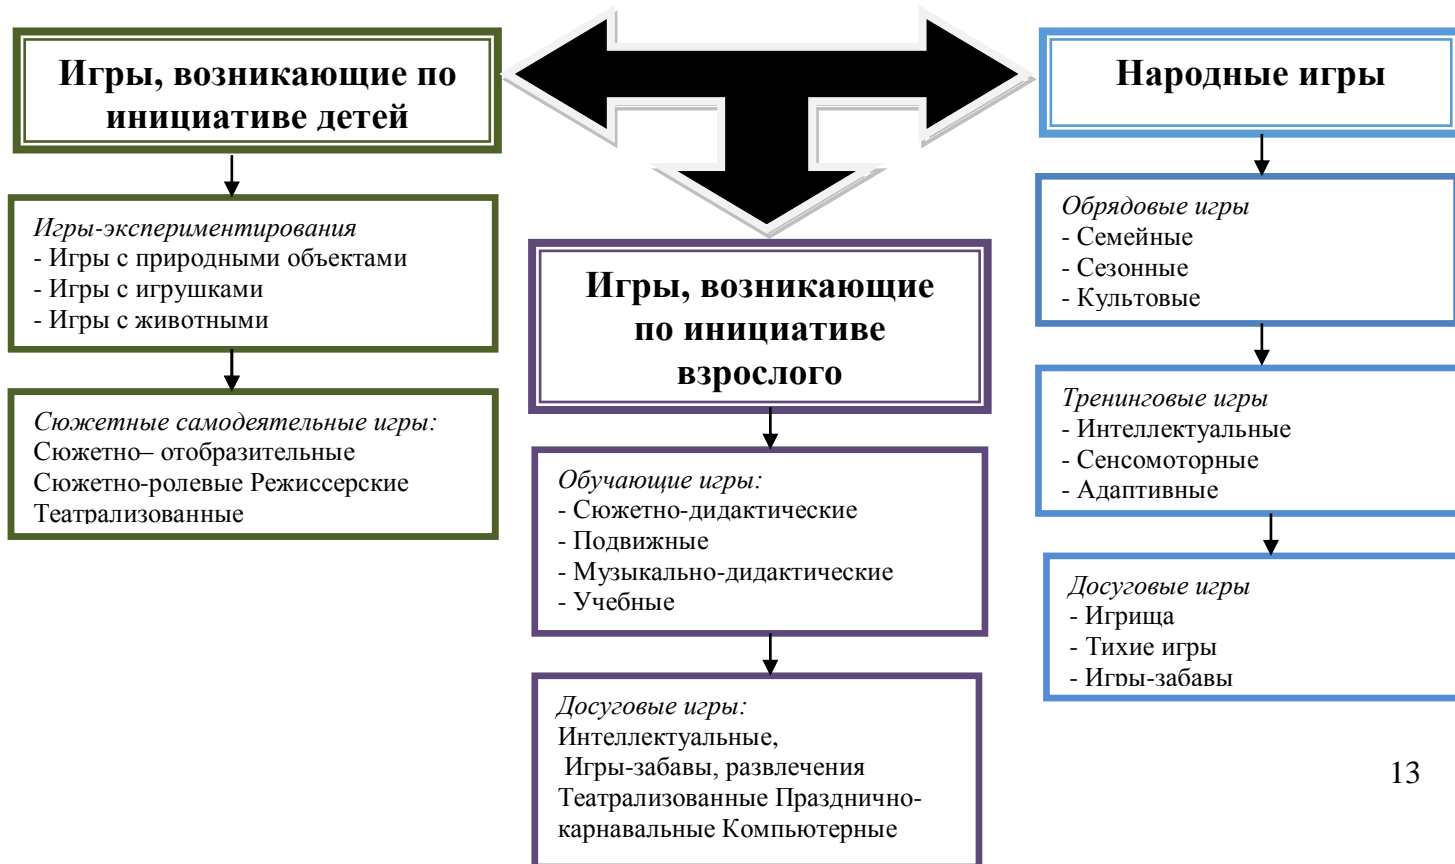 Игры, возникающие по
инициативе детей
Игры-экспериментирования
- Игры с природными объектами
- Игры с игрушками
- Игры с животными
Сюжетные самодеятельные игры:
Сюжетно– отобразительные
Сюжетно-ролевые Режиссерские
Театрализованные
Игры, возникающие
по инициативе
взрослого
Обучающие игры:
- Сюжетно-дидактические
- Подвижные
- Музыкально-дидактические
- Учебные
Досуговые игры:
Интеллектуальные,
Игры-забавы, развлечения
Театрализованные Празднично-
карнавальные Компьютерные
Народные игры
Обрядовые игры
- Семейные
- Сезонные
- Культовые
Тренинговые игры
- Интеллектуальные
- Сенсомоторные
- Адаптивные
Досуговые игры
- Игрища
- Тихие игры
- Игры-забавы
13